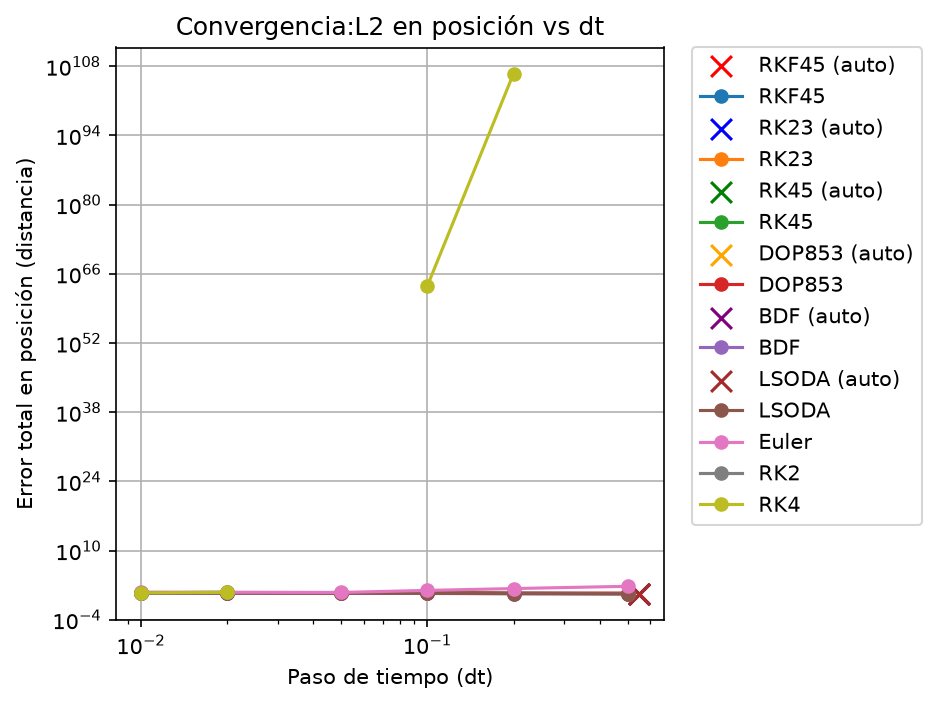 Convergencia:L2 en posición vs dt
Error total en posición (distancia)
10^108
10^94
10^80
10^66
10^52
10^38
10^24
10^10
10^−4
10^−2
10^−1
Paso de tiempo (dt)
RKF45 (auto)
RKF45
RK23 (auto)
RK23
RK45 (auto)
RK45
DOP853 (auto)
DOP853
BDF (auto)
BDF
LSODA (auto)
LSODA
Euler
RK2
RK4